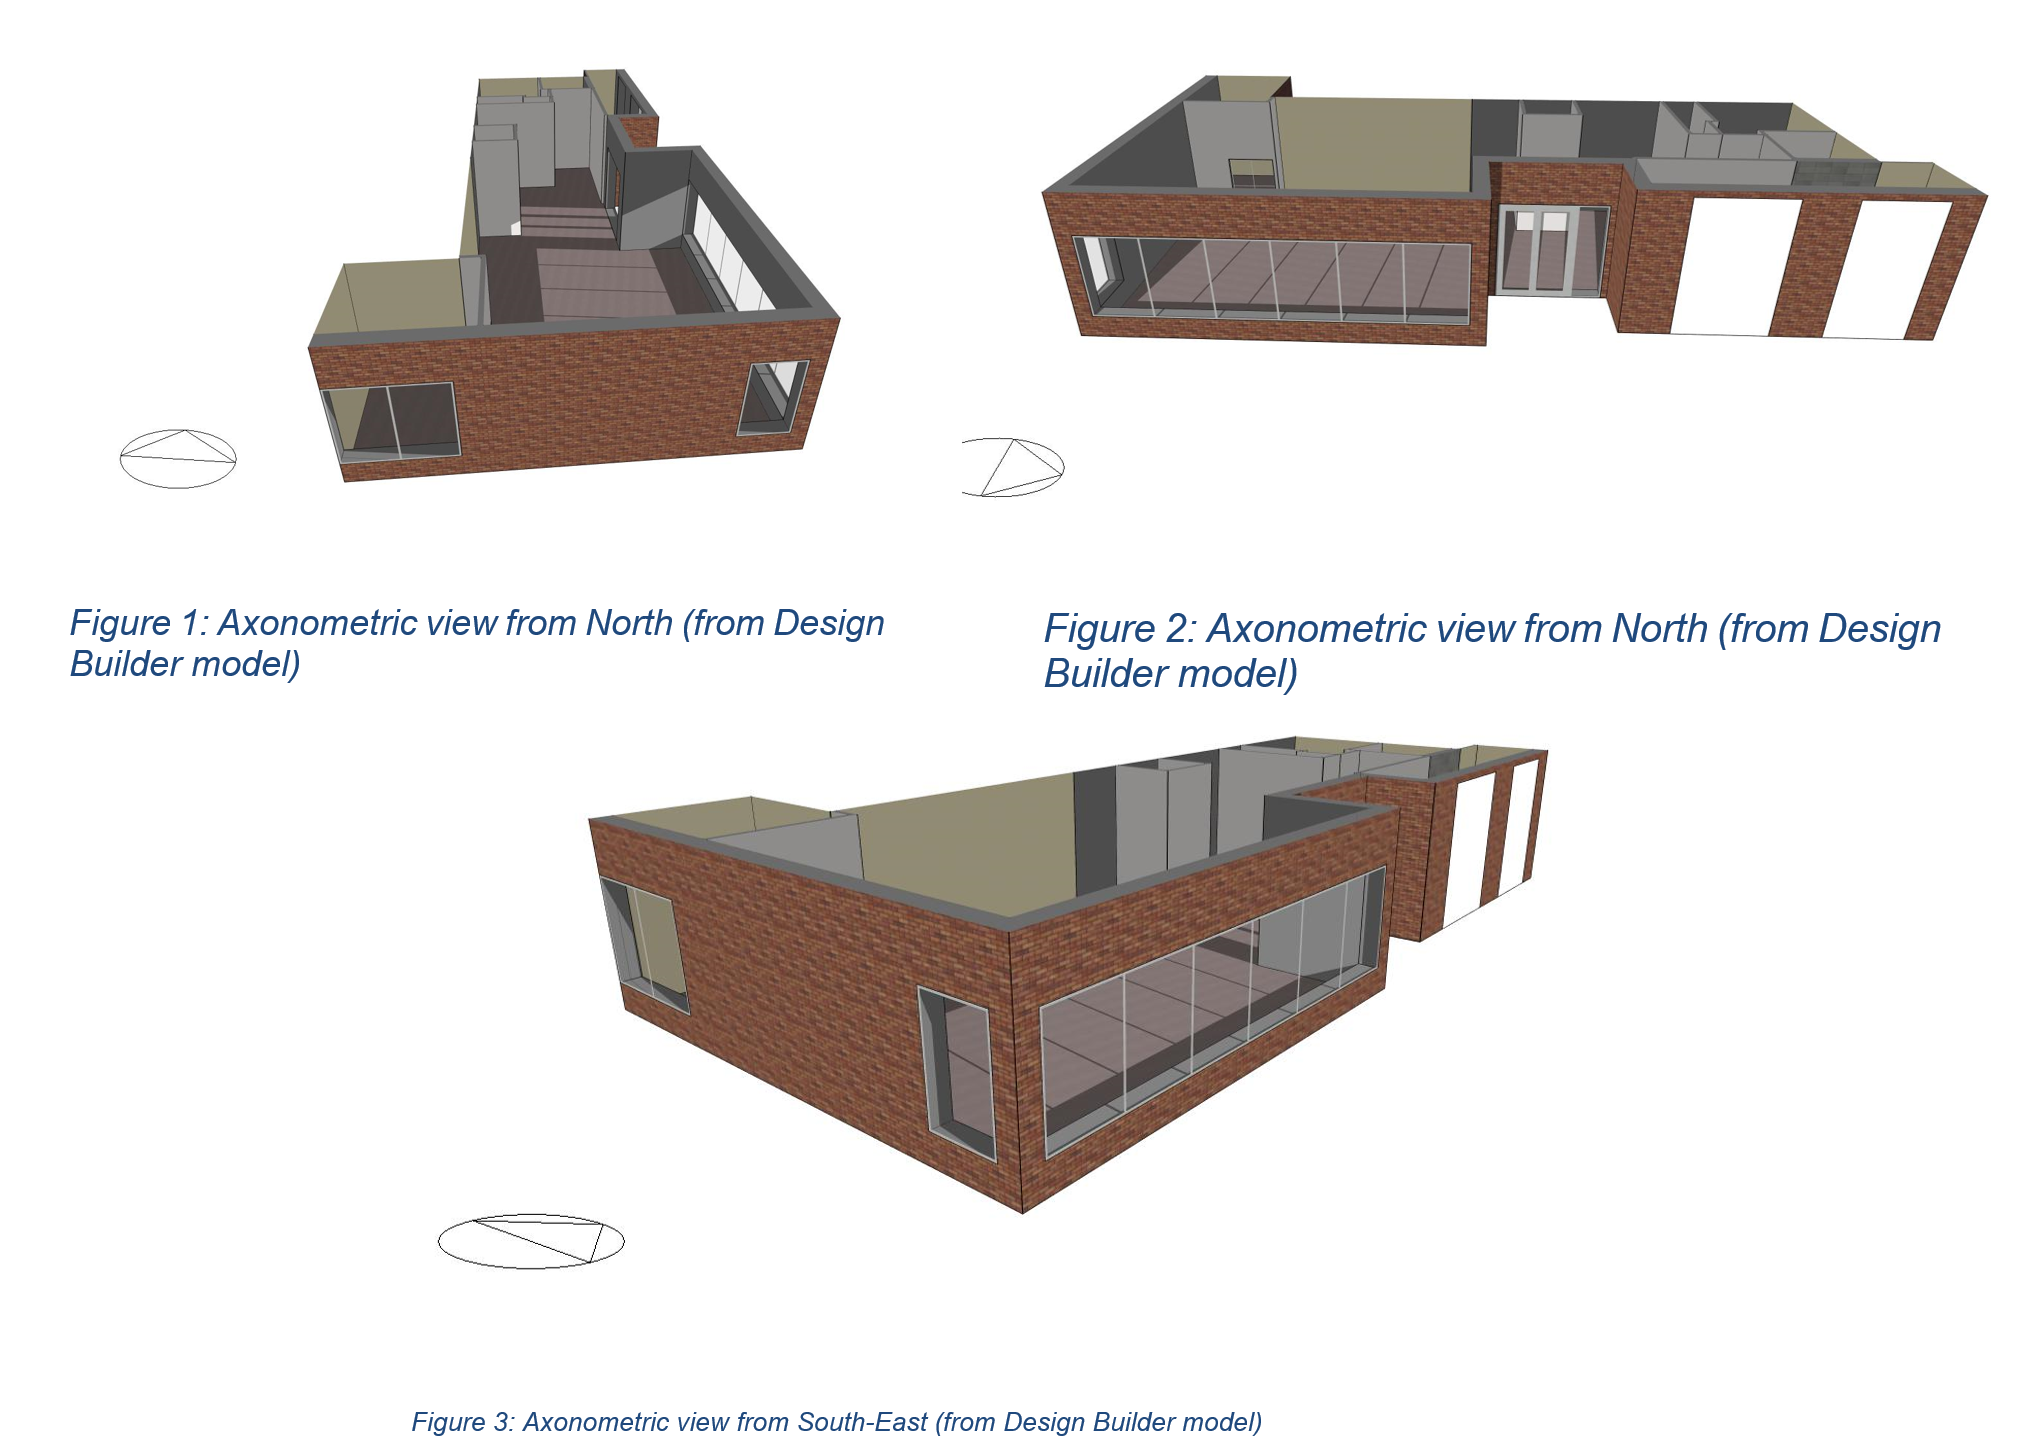 Figure 1: Axonometric view from North (from Design
Builder model)
Figure 2: Axonometric view from North (from Design
Builder model)
Figure 3: Axonometric view from South-East (from Design Builder model)